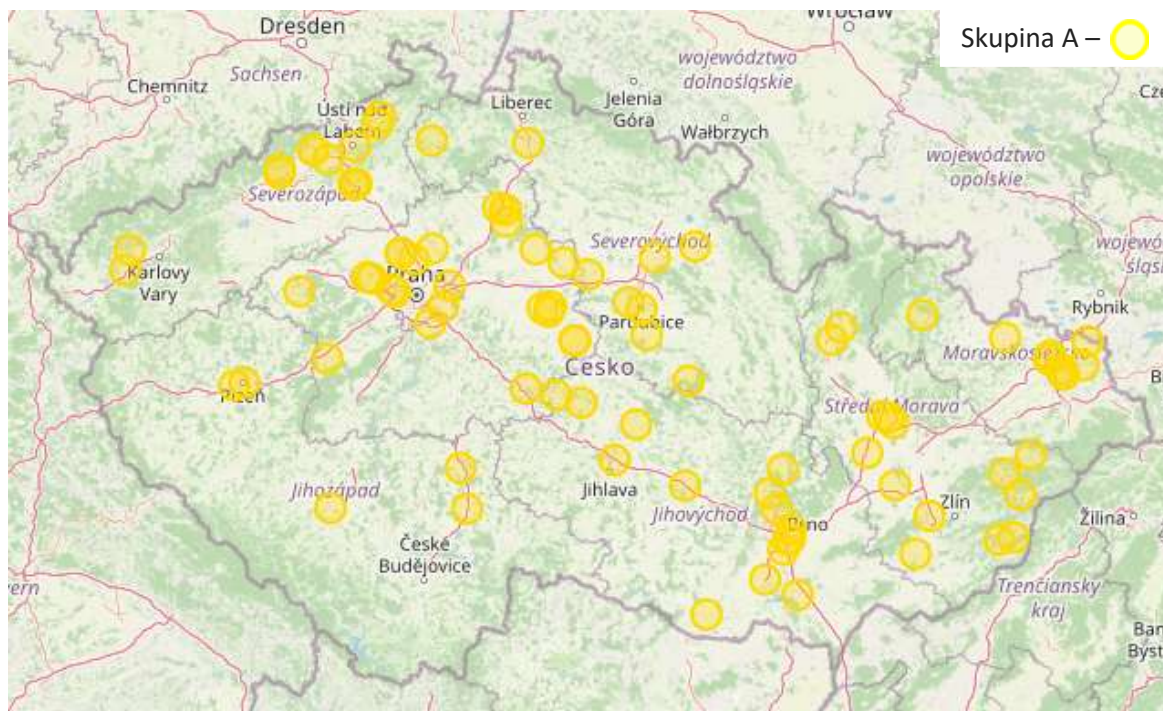 Wrocław
Skupina A –
Dresden
Sachsen
Chemnitz
województwo
dolnośląskie
Liberec
Jelenia
Góra
Ústí nad
Labem
Wałbrzych
województwo
opolskie
Severozápad
Severovýchod
Karlovy
Vary
Praha
Rybnik
Pardubice
Česko
Plzeň
Střední Morava
Jihozápad
Jihlava
Jihovýchod
Brno
Zlín
Žilina
České
Budějovice
Trenčiansky
kraj